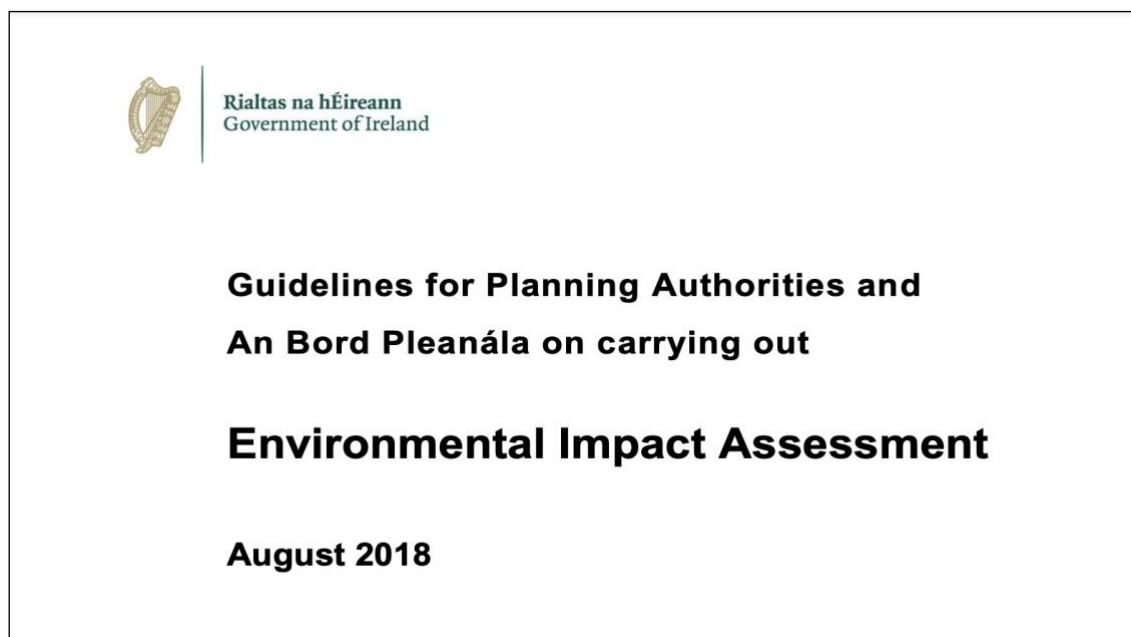 Rialtas na hÉireann
Government of Ireland
Guidelines for Planning Authorities and
An Bord Pleanála on carrying out
Environmental Impact Assessment
August 2018